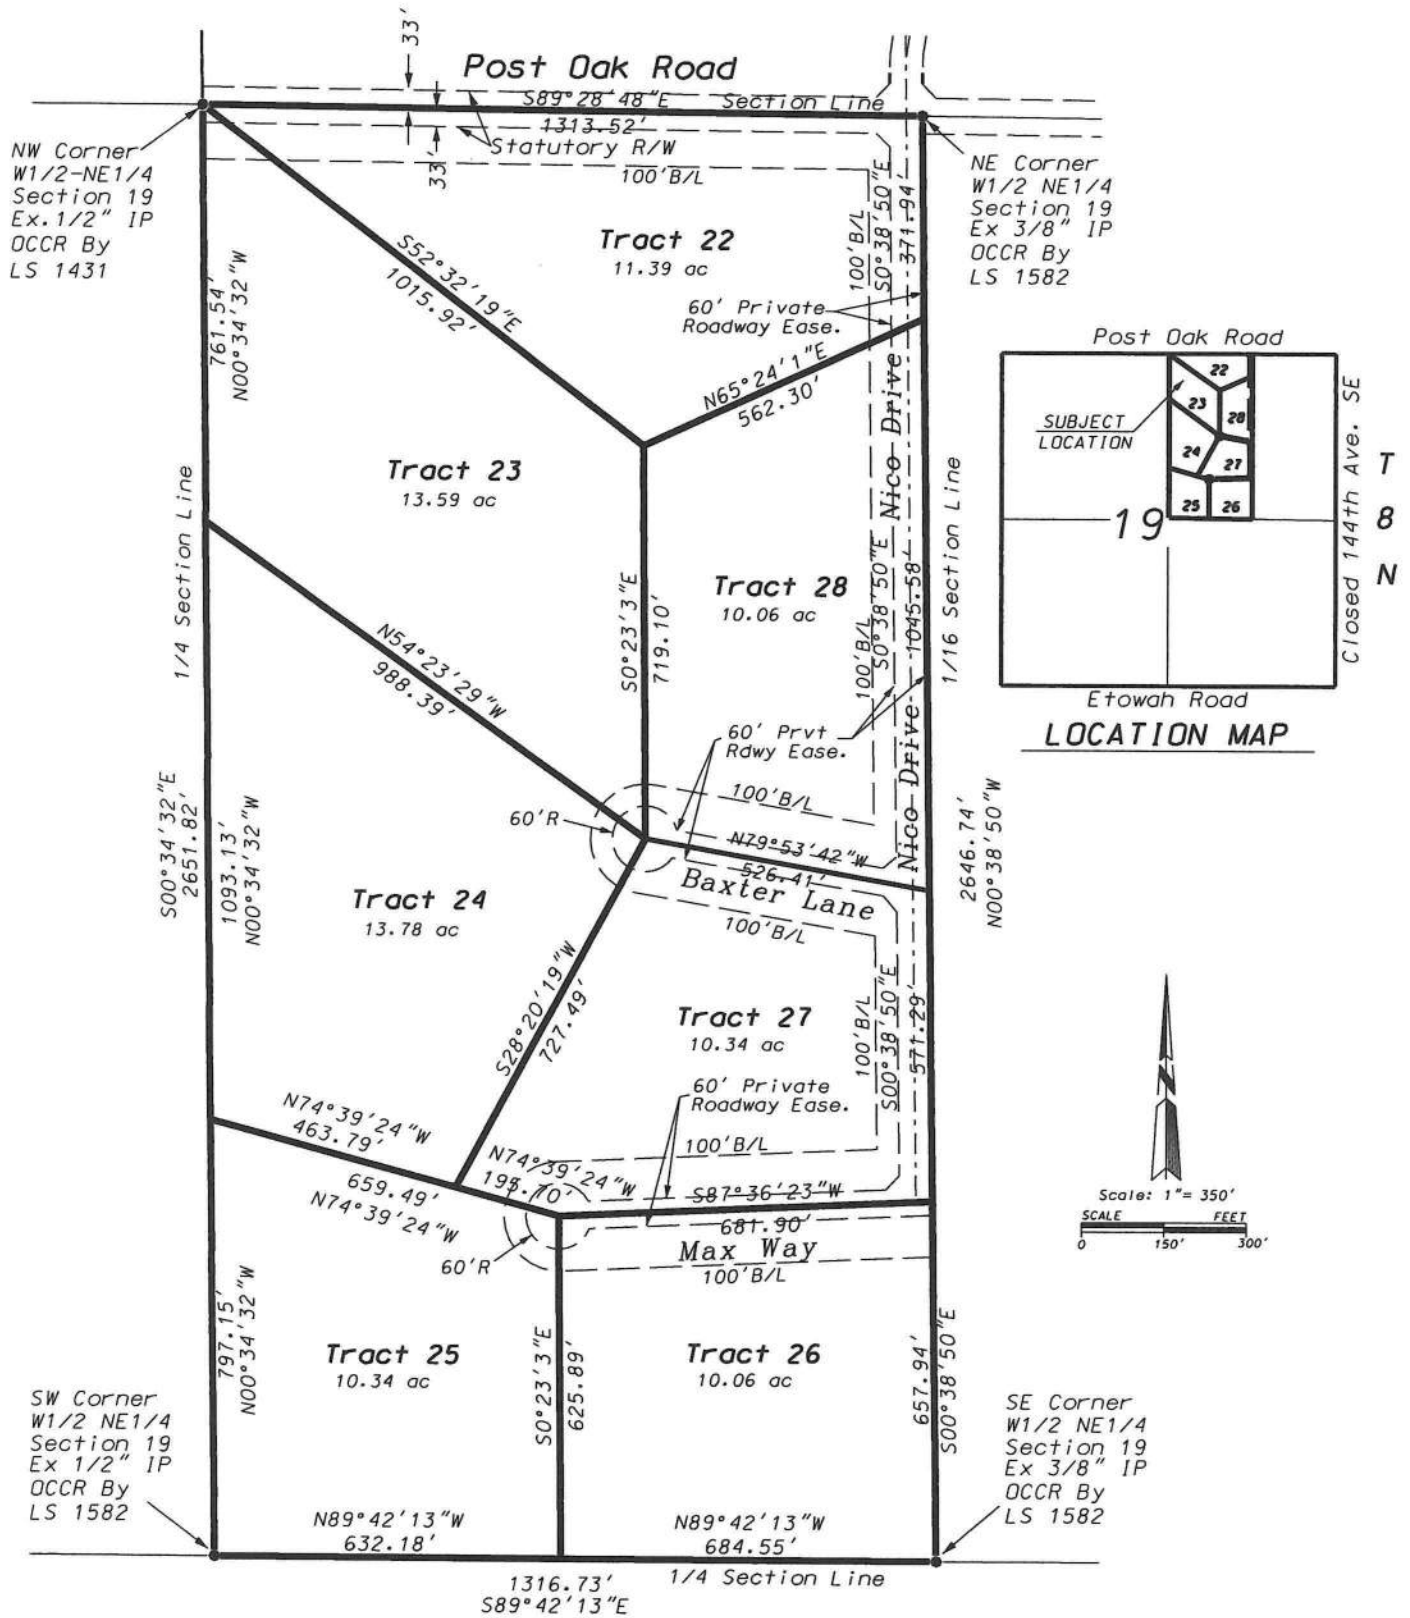 33'
Post Oak Road
S89°28'48"E
Section Line
1313.52'
Statutory R/W
33'
100'B/L
NW Corner
W1/2-NE1/4
Section 19
Ex.1/2" IP
OCCR By
LS 1431
NE Corner
W1/2 NE1/4
Section 19
Ex 3/8" IP
OCCR By
LS 1582
S0°38'50"E
371.94'
100'B/L
Tract 22
11.39 ac
S52°32'19"E
1015.92'
761.54'
N00°34'32"W
60' Private
Roadway Ease.
N65°24'1"E
562.30'
Nico Drive
Post Oak Road
22
23
28
SUBJECT
LOCATION
24
27
25
26
19
Closed 144th Ave. SE
T
8
N
Etowah Road
LOCATION MAP
Tract 23
13.59 ac
1/4 Section Line
1/16 Section Line
S0°23'3"E
719.10'
Tract 28
10.06 ac
S0°38'50"E
1045.58'
100'B/L
N54°23'29"W
988.39'
60' Prvt
Rdwy Ease.
Nico Drive
100'B/L
60'R
N79°53'42"W
526.41'
Baxter Lane
100'B/L
S00°34'32"E
2651.82'
1093.13'
N00°34'32"W
2646.74'
N00°38'50"W
Tract 24
13.78 ac
S28°20'19"W
727.49'
Tract 27
10.34 ac
100'B/L
S00°38'50"E
571.29'
60' Private
Roadway Ease.
100'B/L
N74°39'24"W
463.79'
N74°39'24"W
195.70'
659.49'
N74°39'24"W
S87°36'23"W
681.90'
Max Way
100'B/L
60'R
Scale: 1"= 350'
SCALE
FEET
0
150'
300'
797.15'
N00°34'32"W
Tract 25
10.34 ac
S0°23'3"E
625.89'
Tract 26
10.06 ac
657.94'
S00°38'50"E
SW Corner
W1/2 NE1/4
Section 19
Ex 1/2" IP
OCCR By
LS 1582
SE Corner
W1/2 NE1/4
Section 19
Ex 3/8" IP
OCCR By
LS 1582
N89°42'13"W
632.18'
N89°42'13"W
684.55'
1316.73'
S89°42'13"E
1/4 Section Line